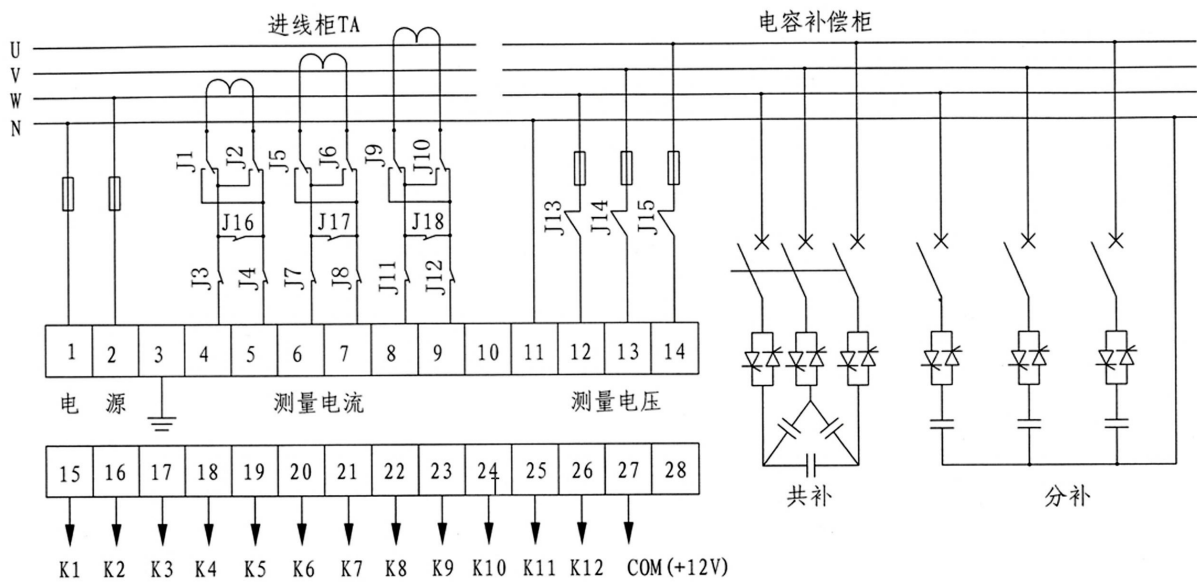 进线柜TA 电容补偿柜
U
V
W
N
J1 J2 J5 J6 J9 J10
J16 J17 J18 J13 J14 J15
J3 J4 J7 J8 J11 J12
1 2 3 4 5 6 7 8 9 10 11 12 13 14
电 源 测量电流 测量电压
15 16 17 18 19 20 21 22 23 24 25 26 27 28
共补 分补
K1 K2 K3 K4 K5 K6 K7 K8 K9 K10 K11 K12 COM(+12V)